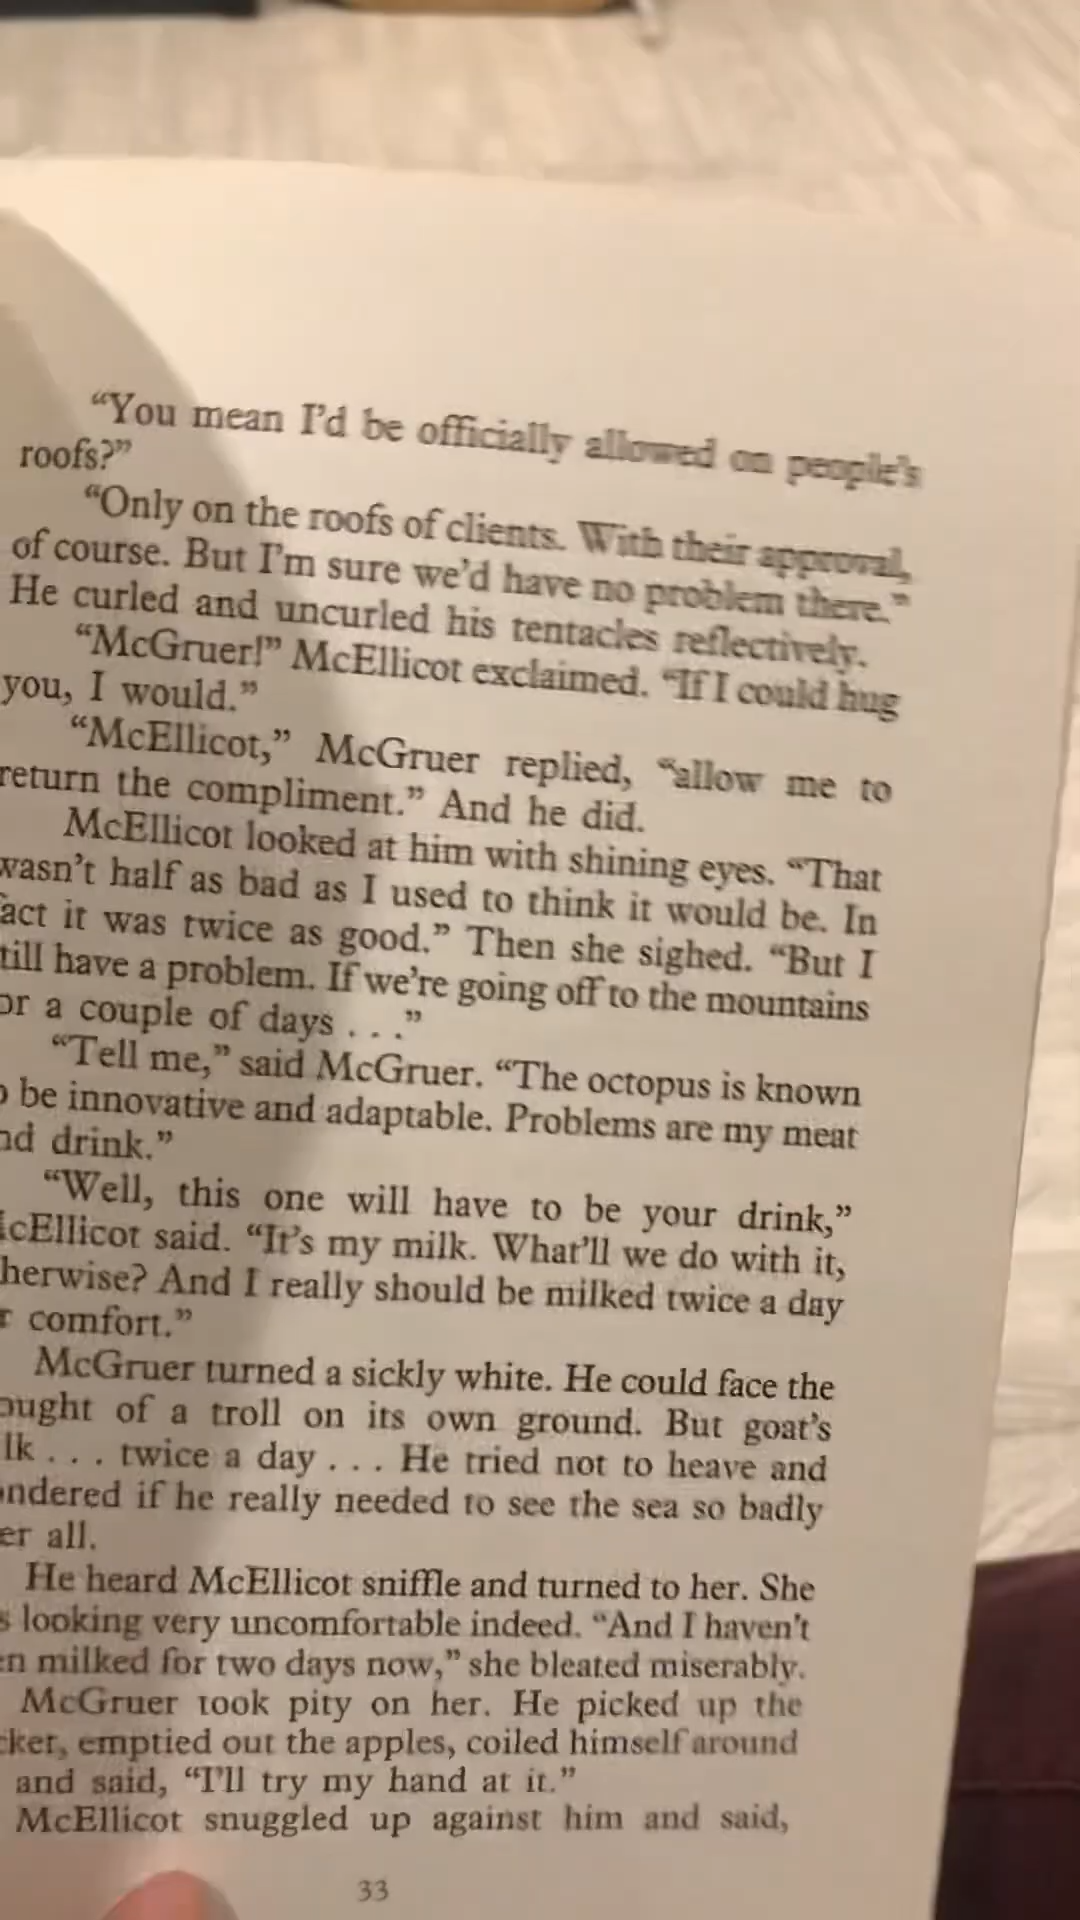 “You mean I’d be officially allowed on people’s
roofs?”
“Only on the roofs of clients. With their approval,
of course. But I’m sure we’d have no problem there.”
He curled and uncurled his tentacles reflectively.
“McGruer!” McEllicot exclaimed. “If I could hug
you, I would.”
“McEllicot,” McGruer replied, “allow me to
return the compliment.” And he did.
McEllicot looked at him with shining eyes. “That
wasn’t half as bad as I used to think it would be. In
fact it was twice as good.” Then she sighed. “But I
till have a problem. If we’re going off to the mountains
or a couple of days . . .”
“Tell me,” said McGruer. “The octopus is known
o be innovative and adaptable. Problems are my meat
nd drink.”
“Well, this one will have to be your drink,”
cEllicot said. “It’s my milk. What’ll we do with it,
herwise? And I really should be milked twice a day
r comfort.”
McGruer turned a sickly white. He could face the
ought of a troll on its own ground. But goat’s
lk . . . twice a day . . . He tried not to heave and
ndered if he really needed to see the sea so badly
er all.
He heard McEllicot sniffle and turned to her. She
s looking very uncomfortable indeed. “And I haven’t
en milked for two days now,” she bleated miserably.
McGruer took pity on her. He picked up the
cket, emptied out the apples, coiled himself around
and said, “I’ll try my hand at it.”
McEllicot snuggled up against him and said,
33